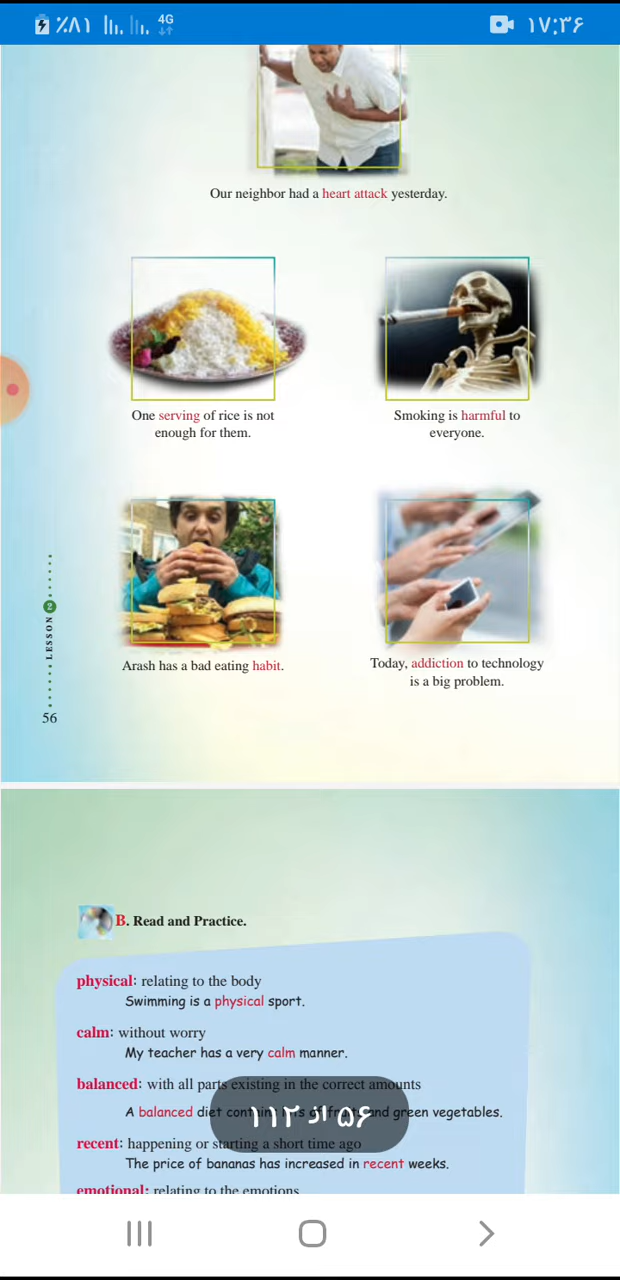 ٪۸۱ 4G ۱۷:۳۶
Our neighbor had a heart attack yesterday.
One serving of rice is not
enough for them.
Smoking is harmful to
everyone.
Arash has a bad eating habit.
Today, addiction to technology
is a big problem.
LESSON 2
56
B. Read and Practice.
physical: relating to the body
Swimming is a physical sport.
calm: without worry
My teacher has a very calm manner.
balanced: with all parts existing in the correct amounts
A balanced diet contains lots of fruits and green vegetables.
۵۶ از ۱۱۲
recent: happening or starting a short time ago
The price of bananas has increased in recent weeks.
emotional: relating to the emotions